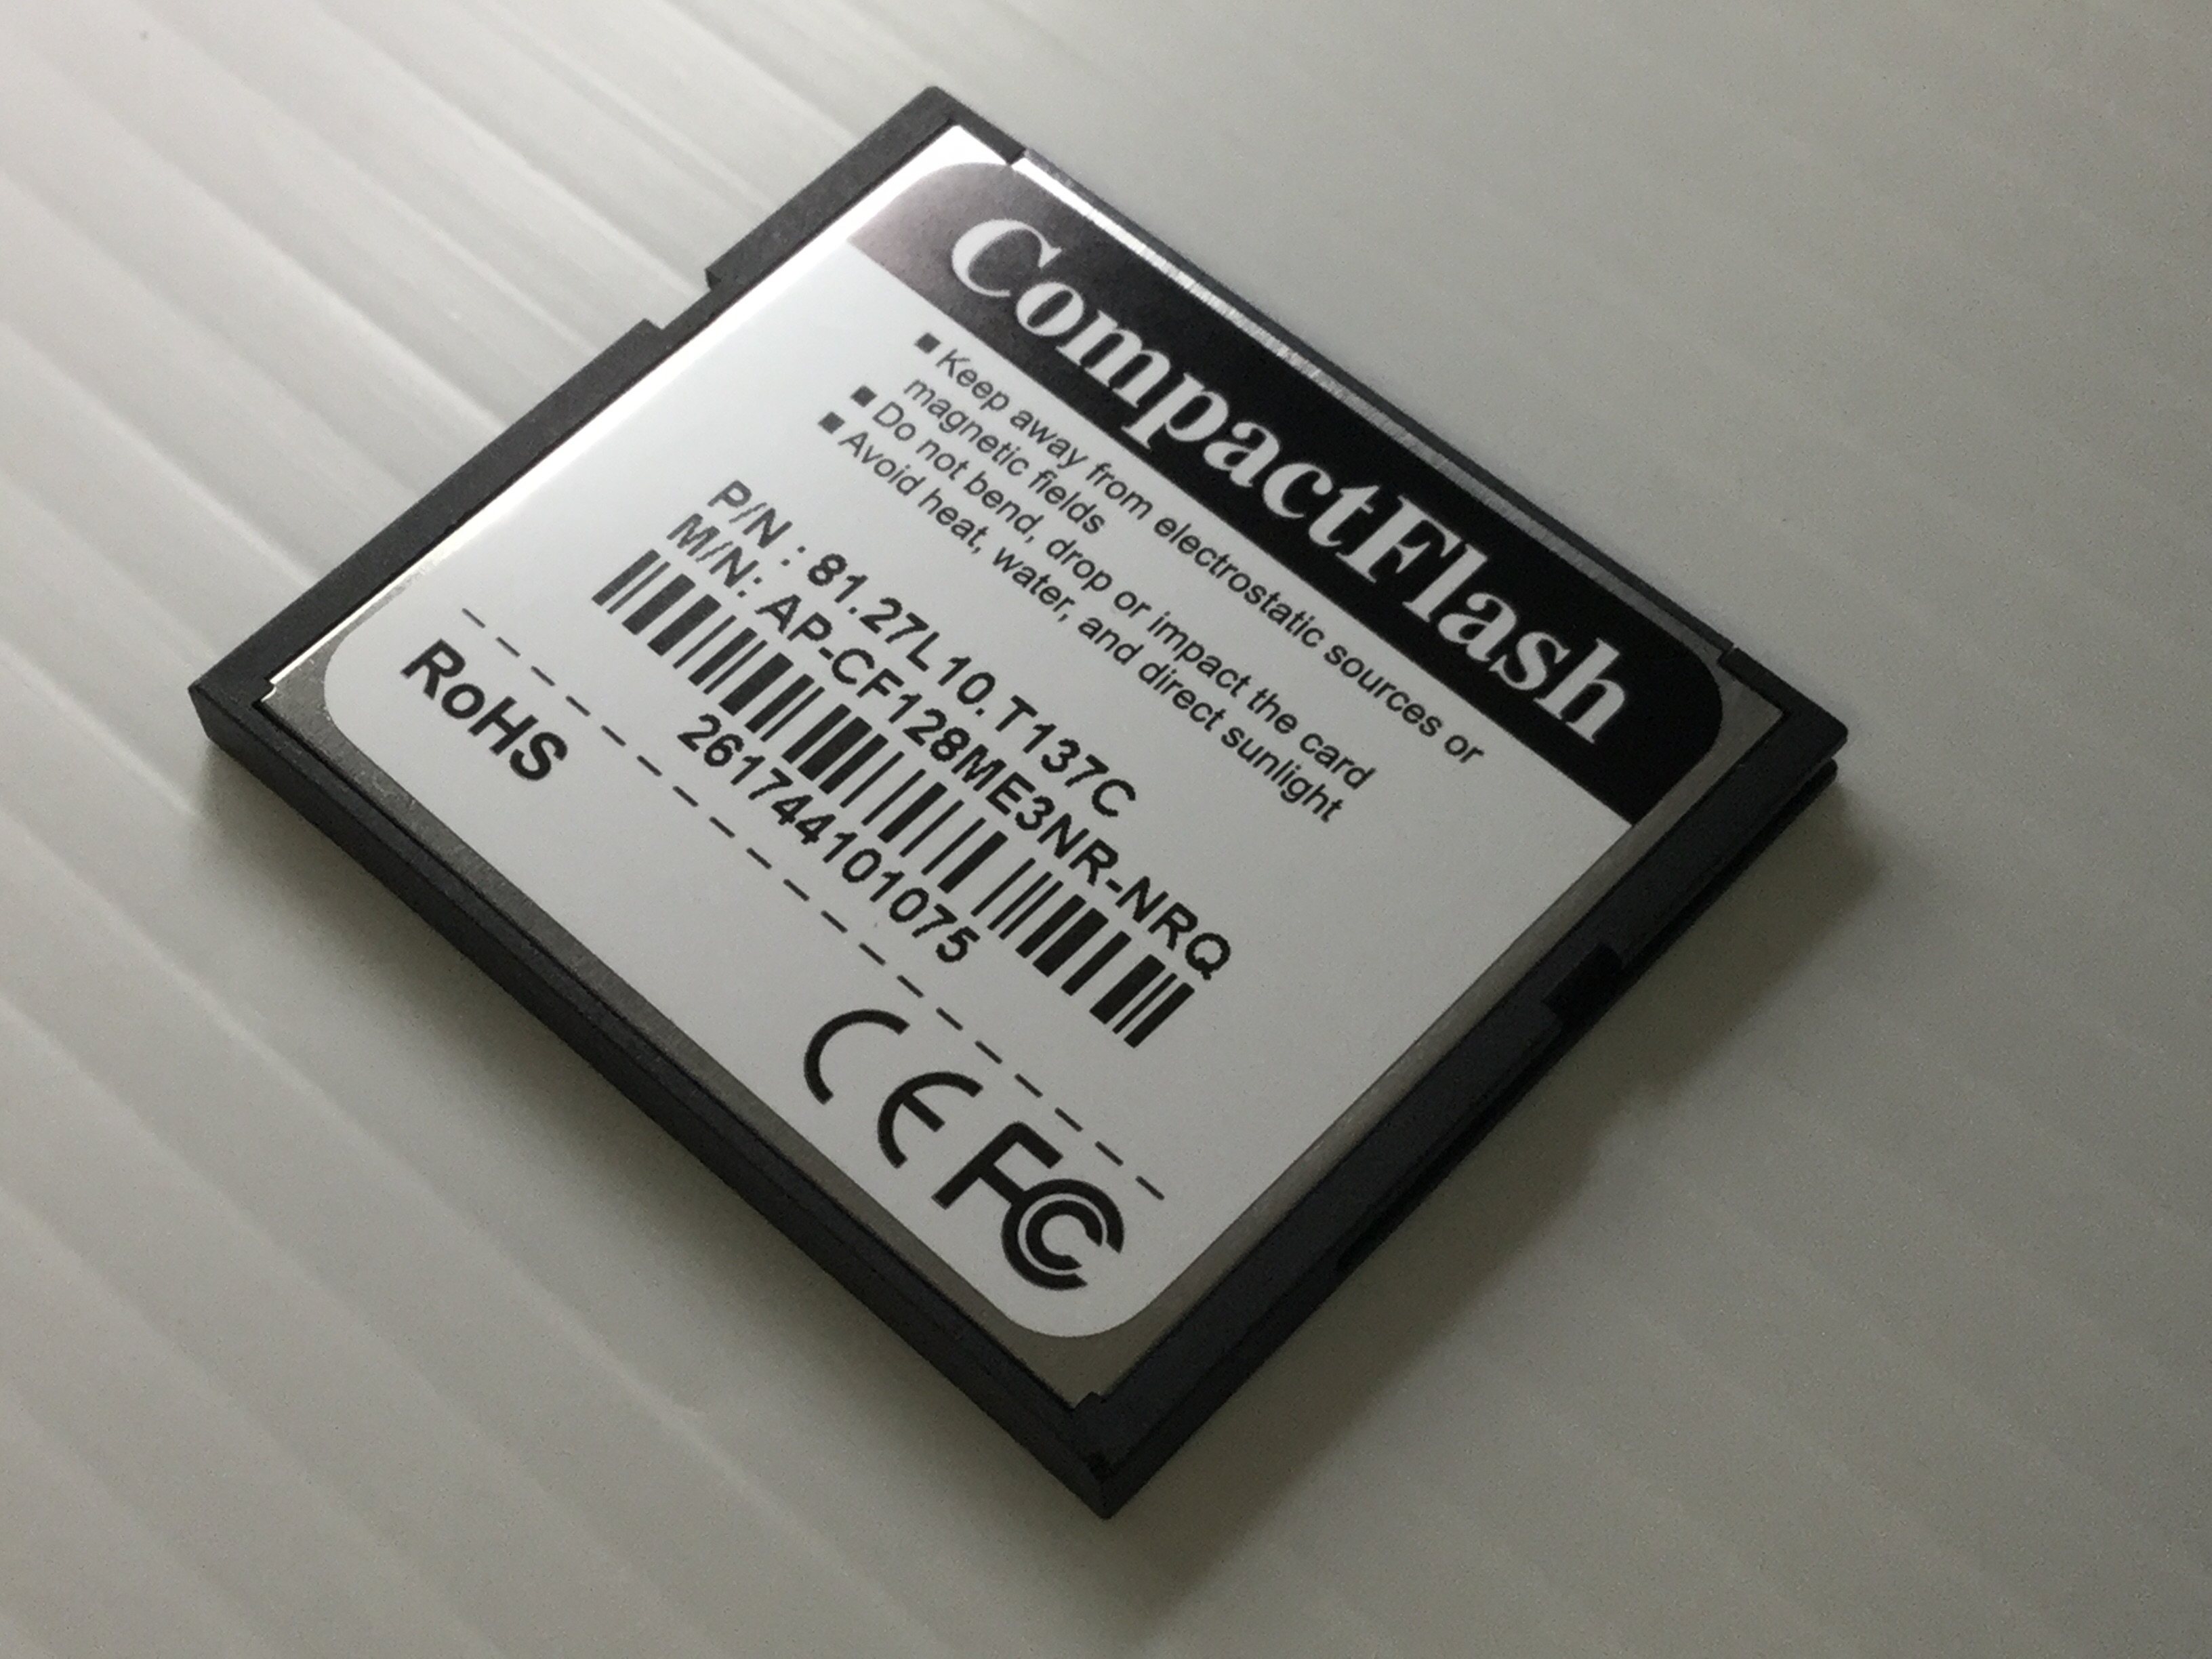 CompactFlash
■ Keep away from electrostatic sources or
magnetic fields
■ Do not bend, drop or impact the card
■ Avoid heat, water, and direct sunlight
P/N : 81.27L10.T137C
M/N: AP-CF128ME3NR-NRQ
261744101075
RoHS CE FC